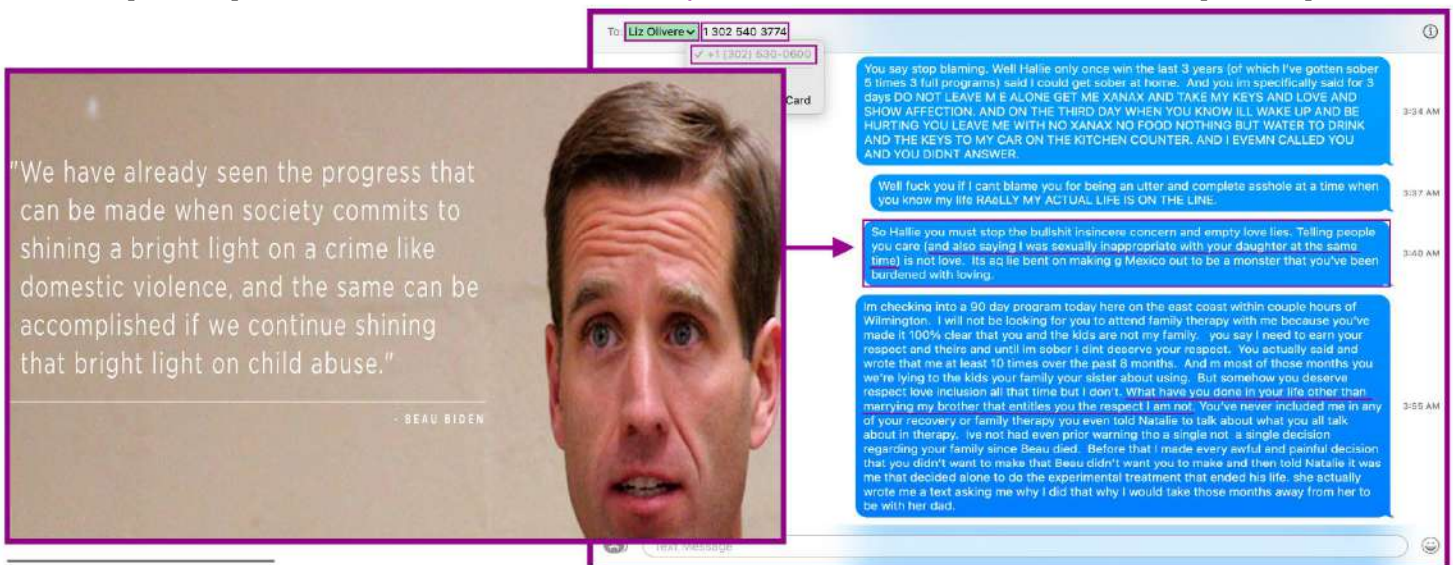 "We have already seen the progress that
can be made when society commits to
shining a bright light on a crime like
domestic violence, and the same can be
accomplished if we continue shining
that bright light on child abuse."
- BEAU BIDEN
To: Liz Olivere 1 302 540 3774
✓ +1 (302) 530-0600
Card
You say stop blaming. Well Hallie only once win the last 3 years (of which I've gotten sober
5 times 3 full programs) said I could get sober at home. And you im specifically said for 3
days DO NOT LEAVE M E ALONE GET ME XANAX AND TAKE MY KEYS AND LOVE AND
SHOW AFFECTION. AND ON THE THIRD DAY WHEN YOU KNOW ILL WAKE UP AND BE
HURTING YOU LEAVE ME WITH NO XANAX NO FOOD NOTHING BUT WATER TO DRINK
AND THE KEYS TO MY CAR ON THE KITCHEN COUNTER. AND I EVEMN CALLED YOU
AND YOU DIDNT ANSWER.
3:34 AM
Well fuck you if I cant blame you for being an utter and complete asshole at a time when
you know my life RAeLLY MY ACTUAL LIFE IS ON THE LINE.
3:37 AM
So Hallie you must stop the bullshit insincere concern and empty love lies. Telling people
you care (and also saying I was sexually inappropriate with your daughter at the same
time) is not love. Its aq lie bent on making g Mexico out to be a monster that you've been
burdened with loving.
3:40 AM
Im checking into a 90 day program today here on the east coast within couple hours of
Wilmington. I will not be looking for you to attend family therapy with me because you've
made it 100% clear that you and the kids are not my family. you say I need to earn your
respect and theirs and until im sober I dint deserve your respect. You actually said and
wrote that me at least 10 times over the past 8 months. And m most of those months you
we're lying to the kids your family your sister about using. But somehow you deserve
respect love inclusion all that time but I don't. What have you done in your life other than
marrying my brother that entitles you the respect I am not. You've never included me in any
of your recovery or family therapy you even told Natalie to talk about what you all talk
about in therapy. ive not had even prior warning tho a single not a single decision
regarding your family since Beau died. Before that I made every awful and painful decision
that you didn't want to make that Beau didn't want you to make and then told Natalie it was
me that decided alone to do the experimental treatment that ended his life. she actually
wrote me a text asking me why I did that why I would take those months away from her to
be with her dad.
3:55 AM
Text Message